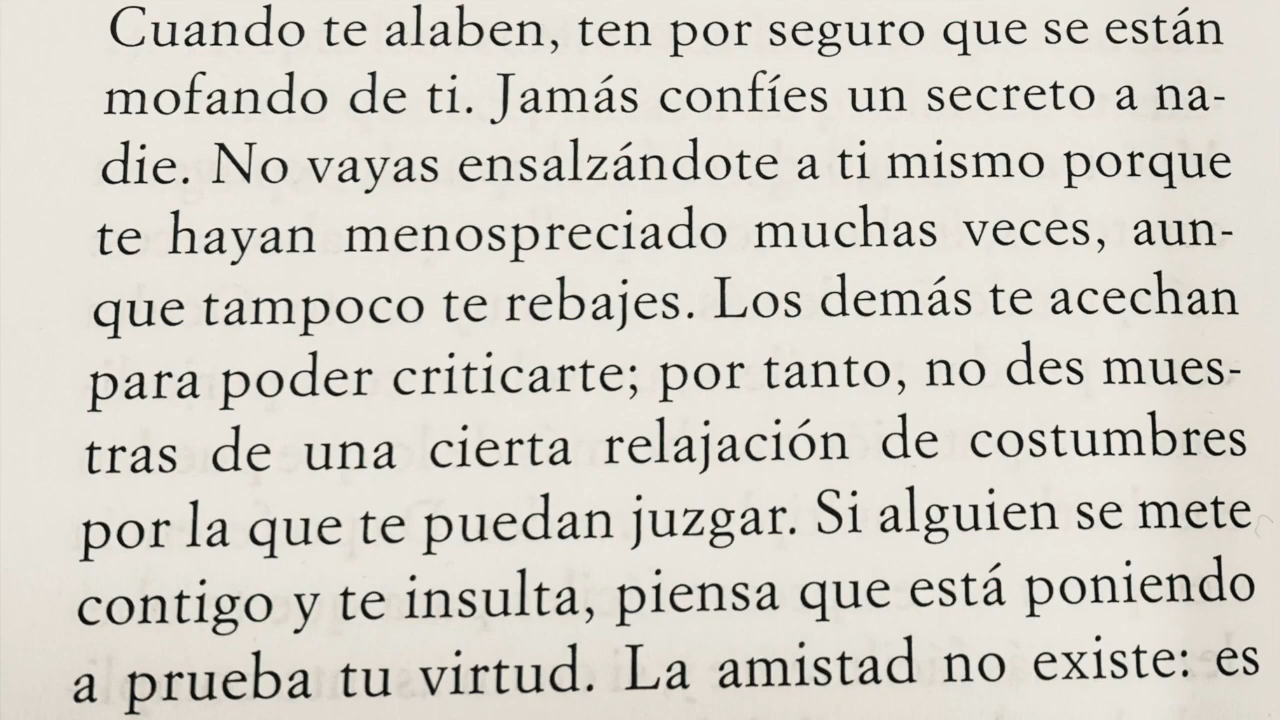 Cuando te alaben, ten por seguro que se están
mofando de ti. Jamás confíes un secreto a na-
die. No vayas ensalzándote a ti mismo porque
te hayan menospreciado muchas veces, aun-
que tampoco te rebajes. Los demás te acechan
para poder criticarte; por tanto, no des mues-
tras de una cierta relajación de costumbres
por la que te puedan juzgar. Si alguien se mete
contigo y te insulta, piensa que está poniendo
a prueba tu virtud. La amistad no existe: es